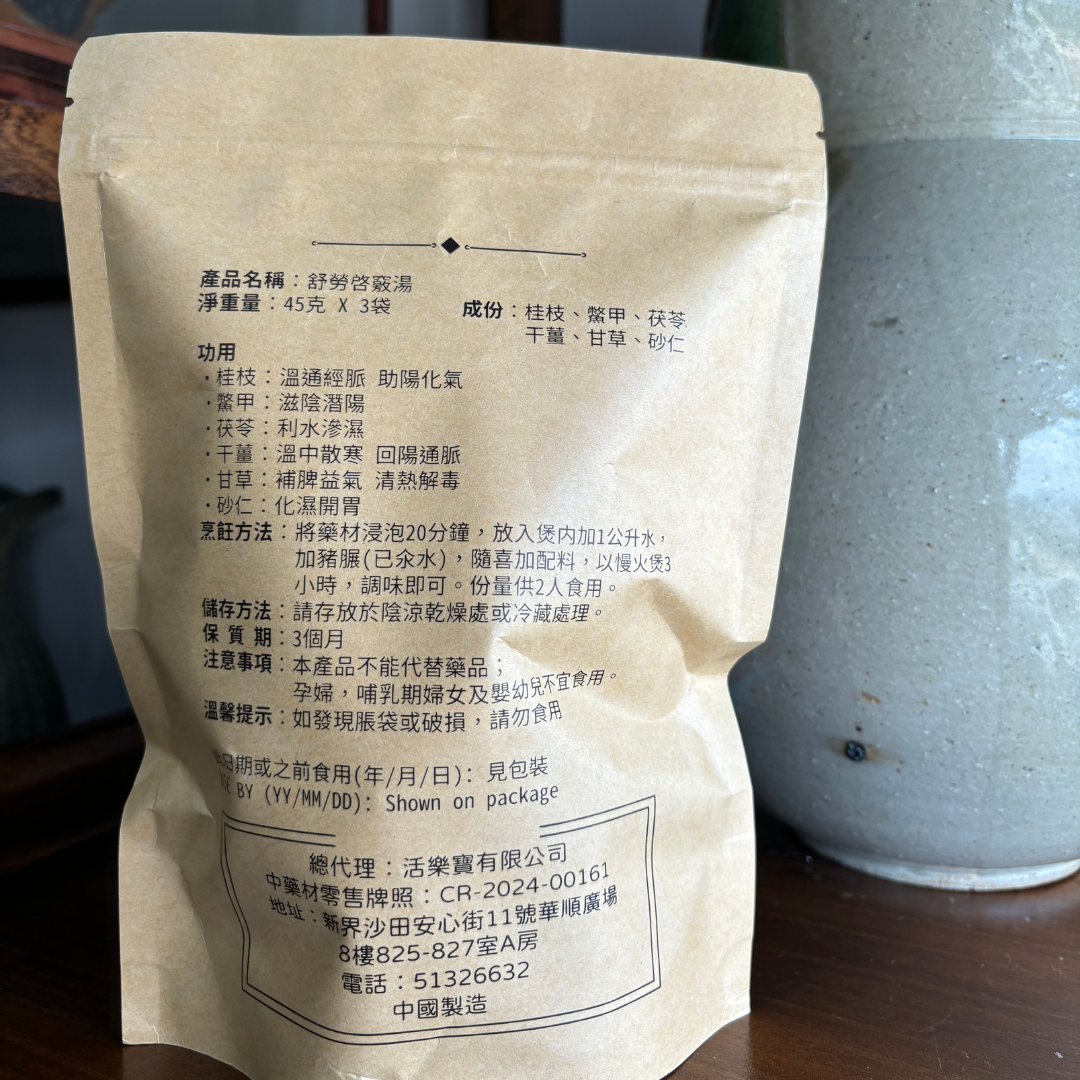 產品名稱：舒勞啓竅湯
淨重量：45克 X 3袋
成份：桂枝、鱉甲、茯苓
干薑、甘草、砂仁
功用
·桂枝：溫通經脈 助陽化氣
·鱉甲：滋陰潛陽
·茯苓：利水滲濕
·干薑：溫中散寒 回陽通脈
·甘草：補脾益氣 清熱解毒
·砂仁：化濕開胃
烹飪方法：將藥材浸泡20分鐘，放入煲内加1公升水，
加豬𦟌(已汆水)，隨喜加配料，以慢火煲3
小時，調味即可。份量供2人食用。
儲存方法：請存放於陰涼乾燥處或冷藏處理。
保質期：3個月
注意事項：本產品不能代替藥品；
孕婦，哺乳期婦女及嬰幼兒不宜食用。
溫馨提示：如發現脹袋或破損，請勿食用
日期或之前食用(年/月/日)：見包裝
BY (YY/MM/DD): Shown on package
總代理：活樂寶有限公司
中藥材零售牌照：CR-2024-00161
地址：新界沙田安心街11號華順廣場
8樓825-827室A房
電話：51326632
中國製造